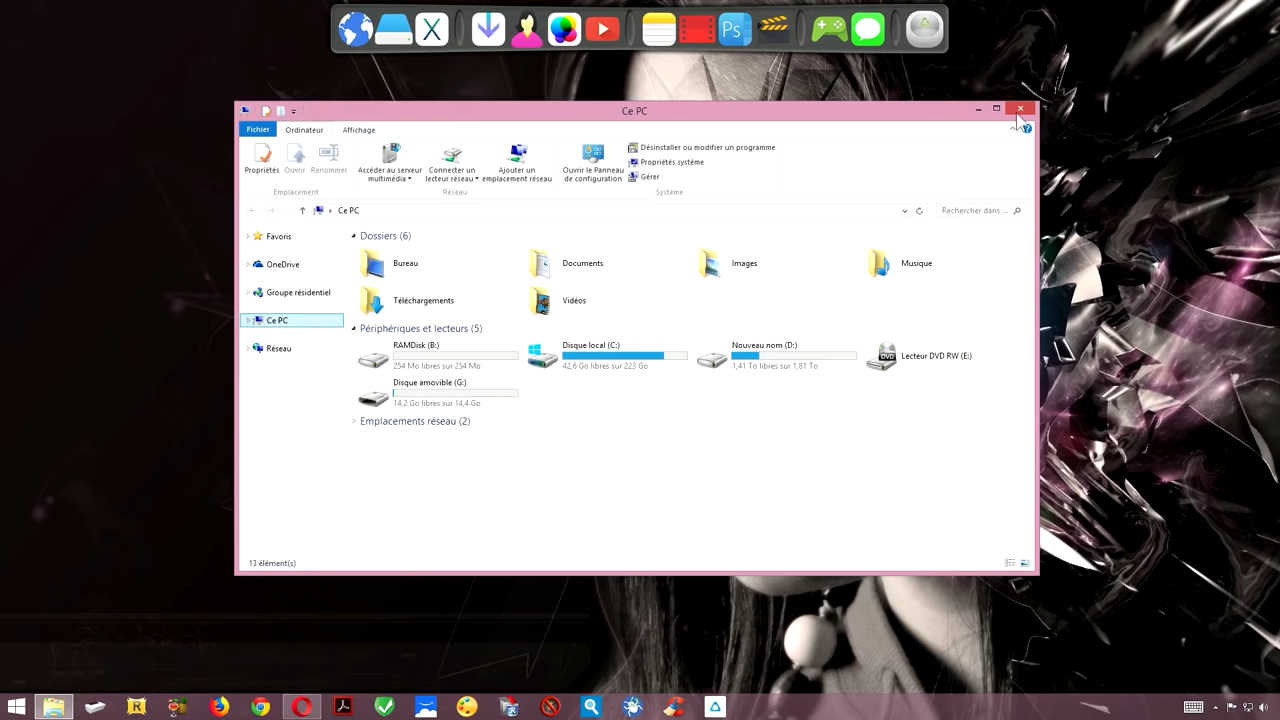 X
Ps
Ce PC
Fichier
Ordinateur
Affichage
Propriétés
Ouvrir
Renommer
Accéder au serveur
multimédia
Connecter un
lecteur réseau
Ajouter un
emplacement réseau
Ouvrir le Panneau
de configuration
Désinstaller ou modifier un programme
Propriétés système
Gérer
Emplacement
Réseau
Système
Ce PC
Rechercher dans ...
Favoris
OneDrive
Groupe résidentiel
Ce PC
Réseau
Dossiers (6)
Bureau
Documents
Images
Musique
Téléchargements
Vidéos
Périphériques et lecteurs (5)
RAMDisk (B:)
254 Mo libres sur 254 Mo
Disque local (C:)
42,6 Go libres sur 223 Go
Nouveau nom (D:)
1,41 To libres sur 1,81 To
DVD
Lecteur DVD RW (E:)
Disque amovible (G:)
14,2 Go libres sur 14,4 Go
Emplacements réseau (2)
13 élément(s)
R